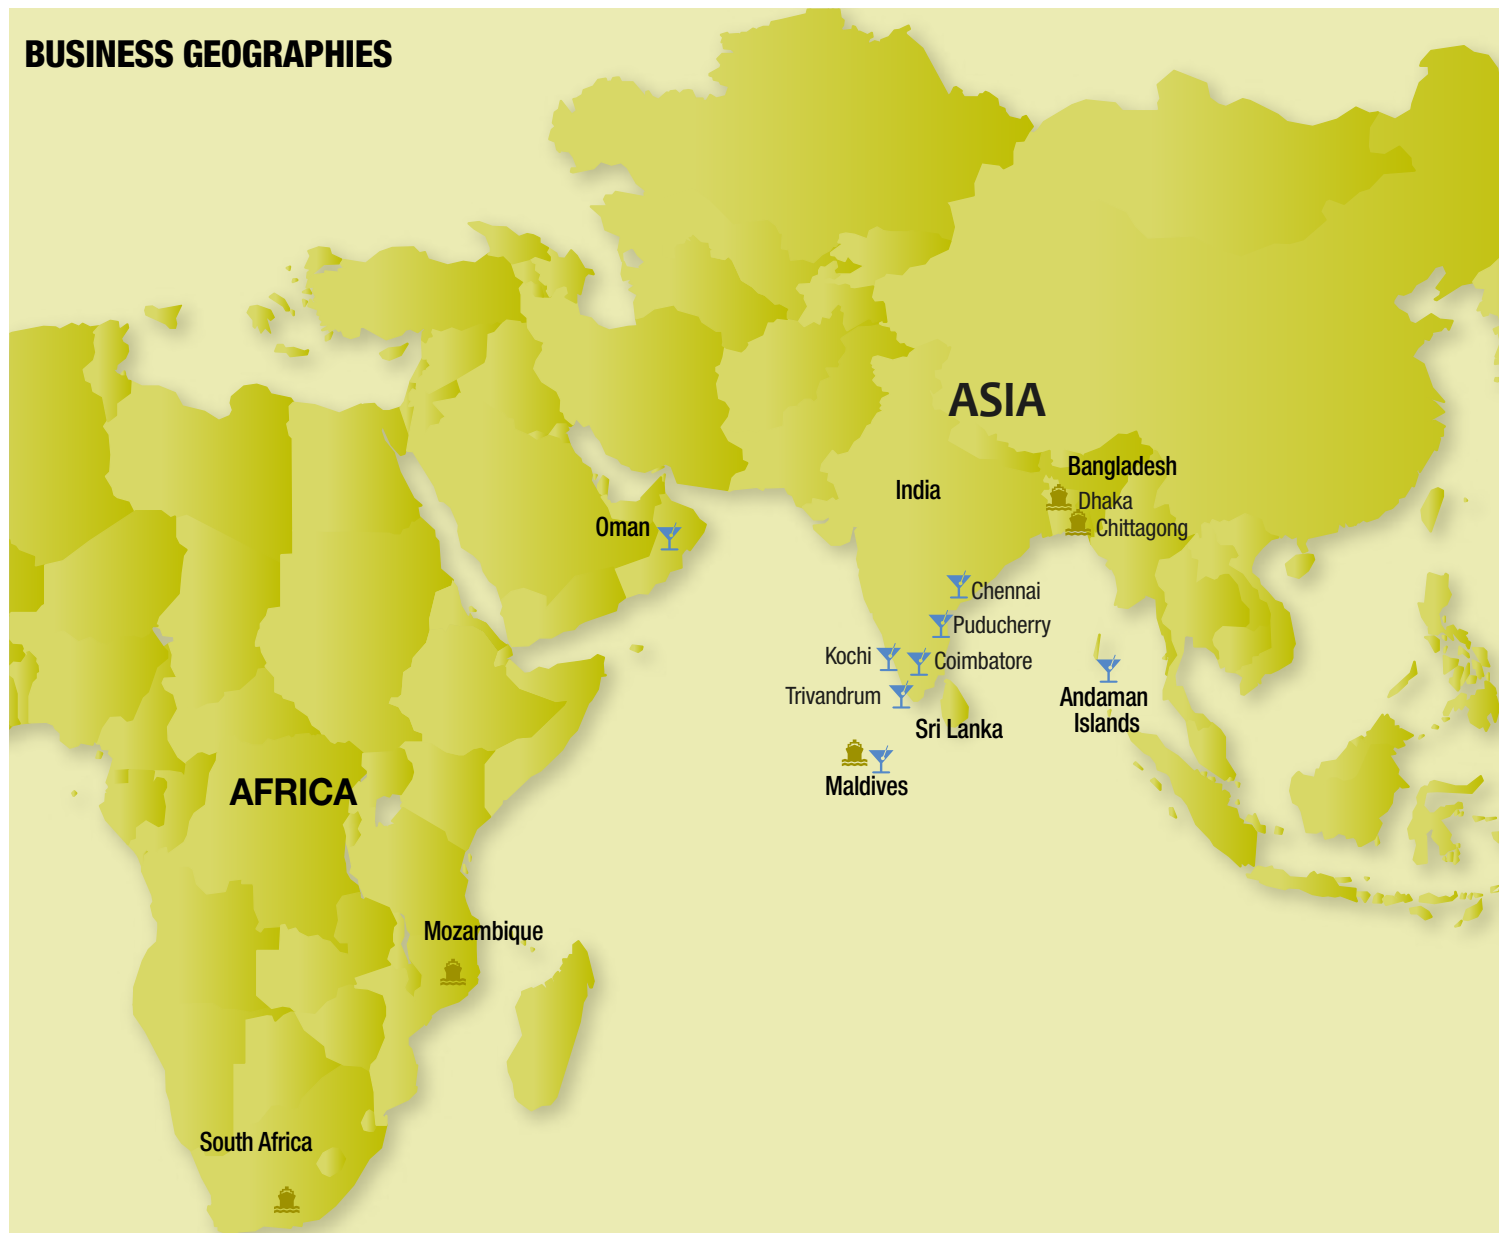 BUSINESS GEOGRAPHIES
ASIA
Bangladesh
India
Dhaka
Oman
Chittagong
Chennai
Puducherry
Kochi
Coimbatore
Trivandrum
Andaman
Islands
Sri Lanka
Maldives
AFRICA
Mozambique
South Africa